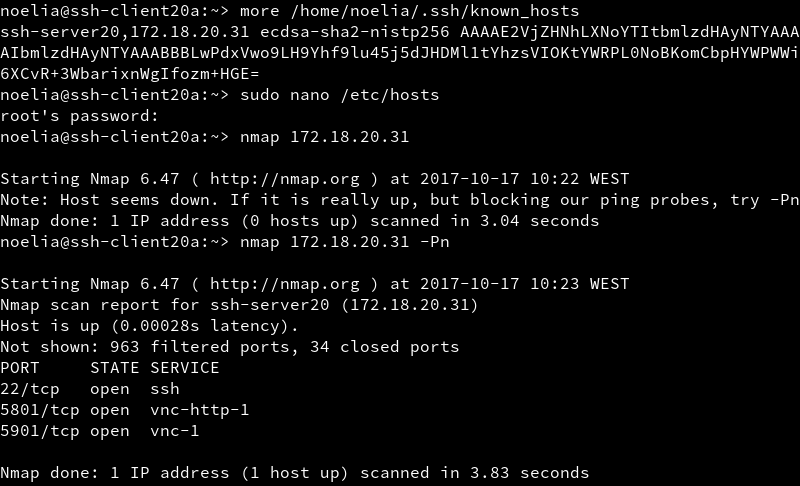 noelia@ssh-client20a:~> more /home/noelia/.ssh/known_hosts
ssh-server20,172.18.20.31 ecdsa-sha2-nistp256 AAAAE2VjZHNhLXNoYTItbmlzdHAyNTYAAA
AIbmlzdHAyNTYAAABBBLwPdxVwo9LH9Yhf9lu45j5dJHDMl1tYhzsVIOKtYWRPL0NoBKomCbpHYWPWWi
6XCvR+3WbarixnWgIfozm+HGE=
noelia@ssh-client20a:~> sudo nano /etc/hosts
root's password:
noelia@ssh-client20a:~> nmap 172.18.20.31
Starting Nmap 6.47 ( http://nmap.org ) at 2017-10-17 10:22 WEST
Note: Host seems down. If it is really up, but blocking our ping probes, try -Pn
Nmap done: 1 IP address (0 hosts up) scanned in 3.04 seconds
noelia@ssh-client20a:~> nmap 172.18.20.31 -Pn
Starting Nmap 6.47 ( http://nmap.org ) at 2017-10-17 10:23 WEST
Nmap scan report for ssh-server20 (172.18.20.31)
Host is up (0.00028s latency).
Not shown: 963 filtered ports, 34 closed ports
PORT     STATE SERVICE
22/tcp   open  ssh
5801/tcp open  vnc-http-1
5901/tcp open  vnc-1
Nmap done: 1 IP address (1 host up) scanned in 3.83 seconds